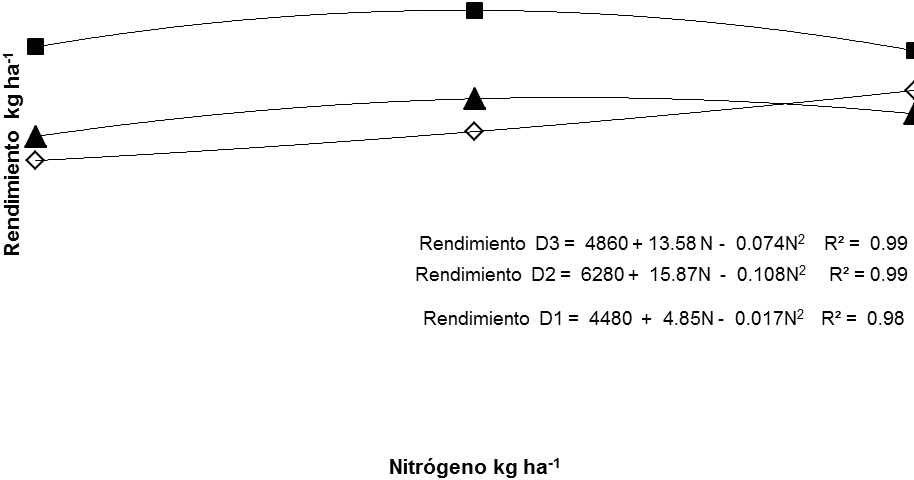 Rendimiento kg ha-1
Rendimiento D3 = 4860 + 13.58 N - 0.074N2 R² = 0.99
Rendimiento D2 = 6280 + 15.87N - 0.108N2 R² = 0.99
Rendimiento D1 = 4480 + 4.85N - 0.017N2 R² = 0.98
Nitrógeno kg ha-1